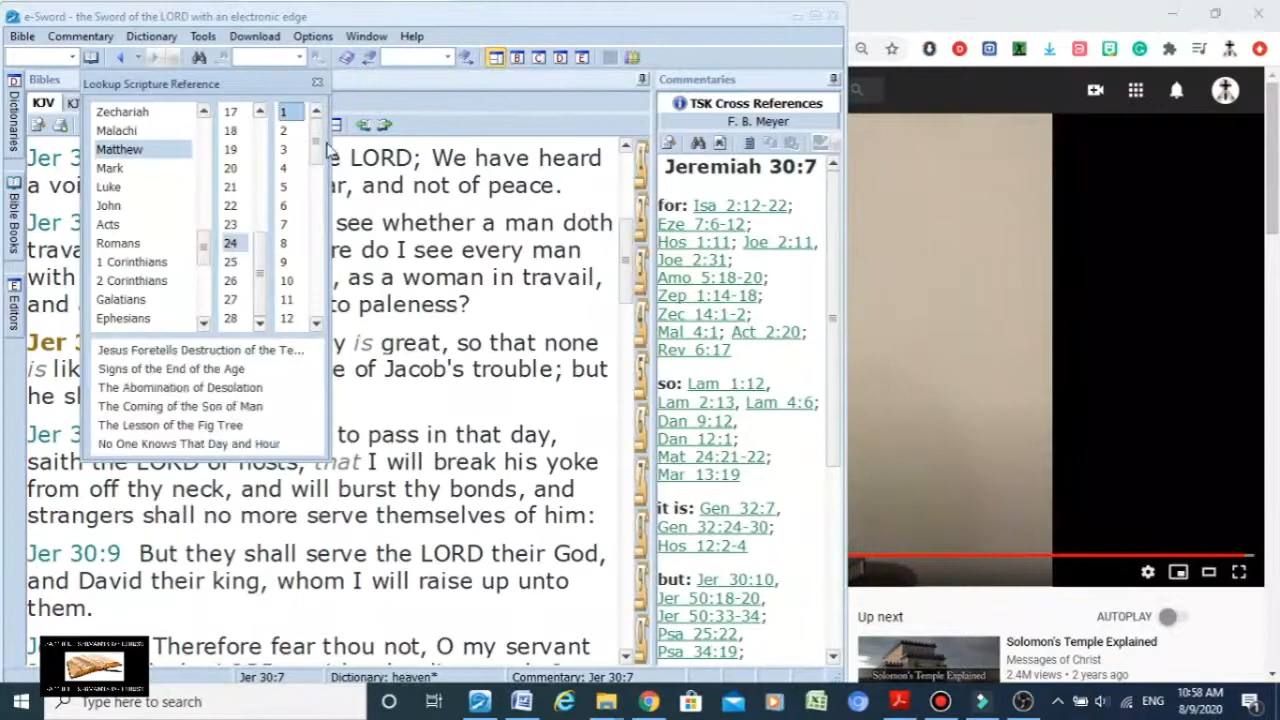 e-Sword - the Sword of the LORD with an electronic edge
Bible Commentary Dictionary Tools Download Options Window Help
Bibles
Lookup Scripture Reference
KJV
Dictionaries
Bible Books
Editors
Zechariah 17 1
Malachi 18 2
Matthew 19 3
Mark 20 4
Luke 21 5
John 22 6
Acts 23 7
Romans 24 8
1 Corinthians 25 9
2 Corinthians 26 10
Galatians 27 11
Ephesians 28 12
Jesus Foretells Destruction of the Te...
Signs of the End of the Age
The Abomination of Desolation
The Coming of the Son of Man
The Lesson of the Fig Tree
No One Knows That Day and Hour
LORD; We have heard
and not of peace.
see whether a man doth
do I see every man
with as a woman in travail,
and to paleness?
Jer is great, so that none
is of Jacob's trouble; but
he
to pass in that day,
saith the LORD of hosts, that I will break his yoke
from off thy neck, and will burst thy bonds, and
strangers shall no more serve themselves of him:
Jer 30:9 But they shall serve the LORD their God,
and David their king, whom I will raise up unto
them.
Therefore fear thou not, O my servant
Commentaries
TSK Cross References
F. B. Meyer
Jeremiah 30:7
for: Isa 2:12-22;
Eze 7:6-12;
Hos 1:11; Joe 2:11,
Joe 2:31;
Amo 5:18-20;
Zep 1:14-18;
Zec 14:1-2;
Mal 4:1; Act 2:20;
Rev 6:17
so: Lam 1:12,
Lam 2:13, Lam 4:6;
Dan 9:12,
Dan 12:1;
Mat 24:21-22;
Mar 13:19
it is: Gen 32:7,
Gen 32:24-30;
Hos 12:2-4
but: Jer 30:10,
Jer 50:18-20,
Jer 50:33-34;
Psa 25:22,
Psa 34:19;
Jer 30:7 Dictionary: heaven* Commentary: Jer 30:7
Up next AUTOPLAY
Solomon's Temple Explained
Solomon's Temple Explained
Messages of Christ
2.4M views • 2 years ago
Type here to search
ENG
10:58 AM
8/9/2020